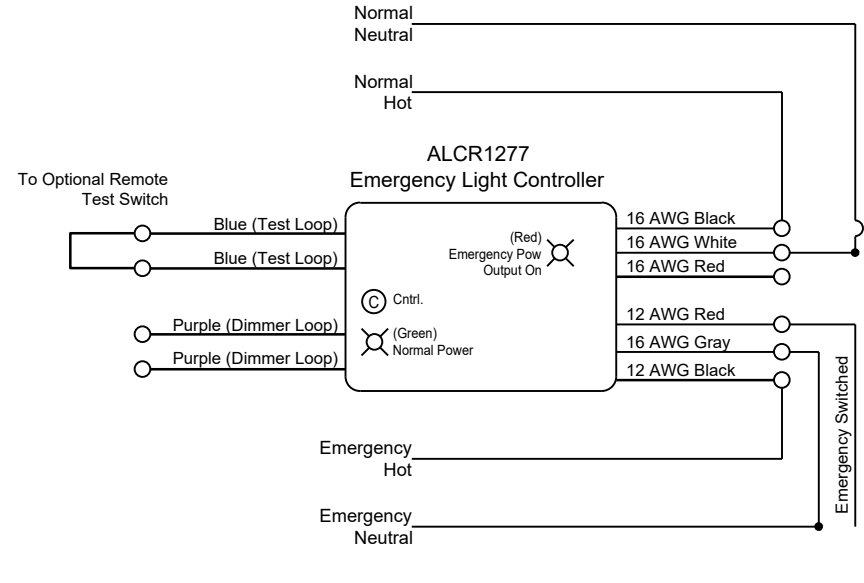 Normal
Neutral
Normal
Hot
ALCR1277
Emergency Light Controller
To Optional Remote
Test Switch
Blue (Test Loop)
Blue (Test Loop)
Purple (Dimmer Loop)
Purple (Dimmer Loop)
(Red)
Emergency Pow
Output On
C Cntrl.
(Green)
Normal Power
16 AWG Black
16 AWG White
16 AWG Red
12 AWG Red
16 AWG Gray
12 AWG Black
Emergency Switched
Emergency
Hot
Emergency
Neutral